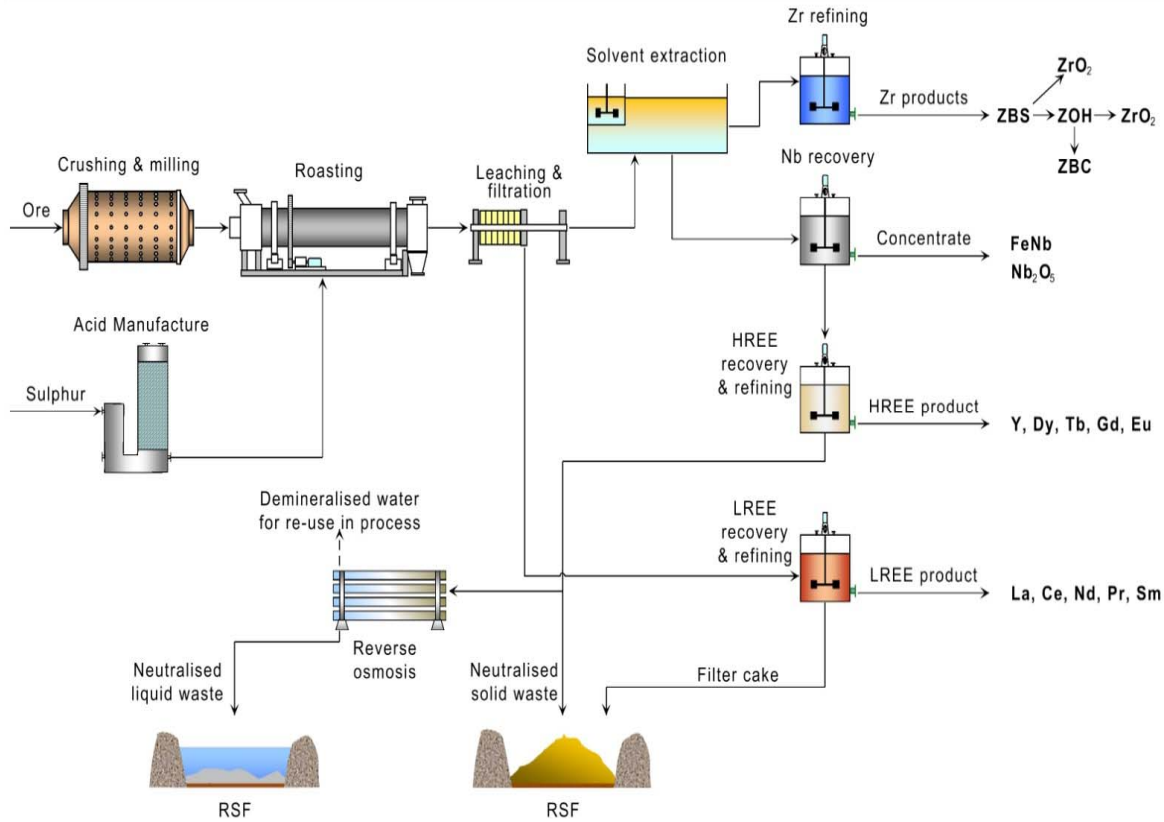 Zr refining
Solvent extraction
ZrO₂
Zr products
ZBS
ZOH
ZrO₂
ZBC
Crushing & milling
Roasting
Leaching &
filtration
Nb recovery
Ore
Concentrate
FeNb
Nb₂O₅
Acid Manufacture
HREE
recovery
& refining
Sulphur
HREE product
Y, Dy, Tb, Gd, Eu
Demineralised water
for re-use in process
LREE
recovery
& refining
LREE product
La, Ce, Nd, Pr, Sm
Reverse
osmosis
Neutralised
liquid waste
Neutralised
solid waste
Filter cake
RSF
RSF